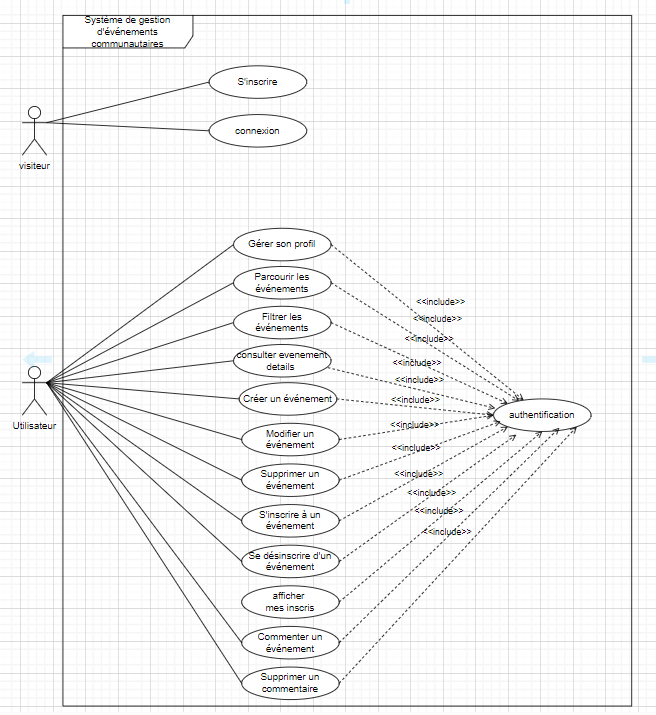 Système de gestion
d'événements
communautaires
S'inscrire
connexion
visiteur
Gérer son profil
Parcourir les
événements
Filtrer les
événements
consulter evenement
details
Créer un événement
Modifier un
événement
Supprimer un
événement
S'inscrire à un
événement
Se désinscrire d'un
événement
afficher
mes inscris
Commenter un
événement
Supprimer un
commentaire
Utilisateur
<<include>>
<<include>>
<<include>>
<<include>>
<<include>>
<<include>>
<<include>>
<<include>>
<<include>>
<<include>>
<<include>>
<<include>>
authentification